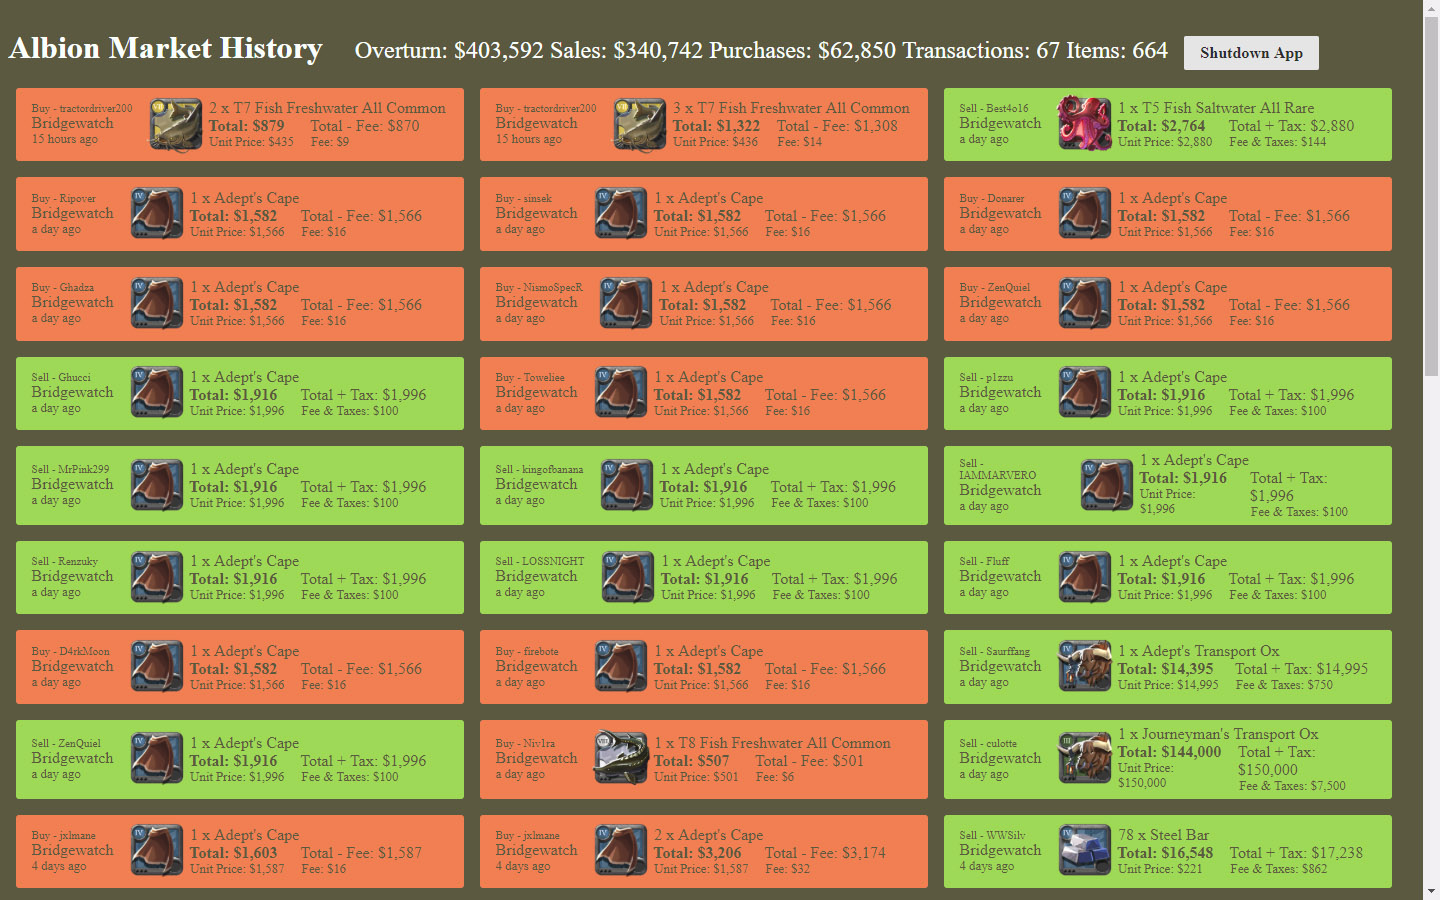 Albion Market History
Overturn: $403,592 Sales: $340,742 Purchases: $62,850 Transactions: 67 Items: 664
Shutdown App
Buy - tractordriver200
Bridgewatch
15 hours ago
2 x T7 Fish Freshwater All Common
Total: $879 Total - Fee: $870
Unit Price: $435 Fee: $9
Buy - tractordriver200
Bridgewatch
15 hours ago
3 x T7 Fish Freshwater All Common
Total: $1,322 Total - Fee: $1,308
Unit Price: $436 Fee: $14
Sell - Best4o16
Bridgewatch
a day ago
1 x T5 Fish Saltwater All Rare
Total: $2,764 Total + Tax: $2,880
Unit Price: $2,880 Fee & Taxes: $144
Buy - Ripover
Bridgewatch
a day ago
1 x Adept's Cape
Total: $1,582 Total - Fee: $1,566
Unit Price: $1,566 Fee: $16
Buy - sinsek
Bridgewatch
a day ago
1 x Adept's Cape
Total: $1,582 Total - Fee: $1,566
Unit Price: $1,566 Fee: $16
Buy - Donarer
Bridgewatch
a day ago
1 x Adept's Cape
Total: $1,582 Total - Fee: $1,566
Unit Price: $1,566 Fee: $16
Buy - Ghadza
Bridgewatch
a day ago
1 x Adept's Cape
Total: $1,582 Total - Fee: $1,566
Unit Price: $1,566 Fee: $16
Buy - NismoSpecR
Bridgewatch
a day ago
1 x Adept's Cape
Total: $1,582 Total - Fee: $1,566
Unit Price: $1,566 Fee: $16
Buy - ZenQuiel
Bridgewatch
a day ago
1 x Adept's Cape
Total: $1,582 Total - Fee: $1,566
Unit Price: $1,566 Fee: $16
Sell - Ghucci
Bridgewatch
a day ago
1 x Adept's Cape
Total: $1,916 Total + Tax: $1,996
Unit Price: $1,996 Fee & Taxes: $100
Buy - Toweliee
Bridgewatch
a day ago
1 x Adept's Cape
Total: $1,582 Total - Fee: $1,566
Unit Price: $1,566 Fee: $16
Sell - p1zzu
Bridgewatch
a day ago
1 x Adept's Cape
Total: $1,916 Total + Tax: $1,996
Unit Price: $1,996 Fee & Taxes: $100
Sell - MrPink299
Bridgewatch
a day ago
1 x Adept's Cape
Total: $1,916 Total + Tax: $1,996
Unit Price: $1,996 Fee & Taxes: $100
Sell - kingofbanana
Bridgewatch
a day ago
1 x Adept's Cape
Total: $1,916 Total + Tax: $1,996
Unit Price: $1,996 Fee & Taxes: $100
Sell -
IAMMARVERO
Bridgewatch
a day ago
1 x Adept's Cape
Total: $1,916 Total + Tax:
$1,996
Unit Price:
$1,996
Fee & Taxes: $100
Sell - Renzuky
Bridgewatch
a day ago
1 x Adept's Cape
Total: $1,916 Total + Tax: $1,996
Unit Price: $1,996 Fee & Taxes: $100
Sell - LOSSNIGHT
Bridgewatch
a day ago
1 x Adept's Cape
Total: $1,916 Total + Tax: $1,996
Unit Price: $1,996 Fee & Taxes: $100
Sell - Fluff
Bridgewatch
a day ago
1 x Adept's Cape
Total: $1,916 Total + Tax: $1,996
Unit Price: $1,996 Fee & Taxes: $100
Buy - D4rkMoon
Bridgewatch
a day ago
1 x Adept's Cape
Total: $1,582 Total - Fee: $1,566
Unit Price: $1,566 Fee: $16
Buy - firebote
Bridgewatch
a day ago
1 x Adept's Cape
Total: $1,582 Total - Fee: $1,566
Unit Price: $1,566 Fee: $16
Sell - Saurffang
Bridgewatch
a day ago
1 x Adept's Transport Ox
Total: $14,395 Total + Tax: $14,995
Unit Price: $14,995 Fee & Taxes: $750
Sell - ZenQuiel
Bridgewatch
a day ago
1 x Adept's Cape
Total: $1,916 Total + Tax: $1,996
Unit Price: $1,996 Fee & Taxes: $100
Buy - Niv1ra
Bridgewatch
a day ago
1 x T8 Fish Freshwater All Common
Total: $507 Total - Fee: $501
Unit Price: $501 Fee: $6
Sell - culotte
Bridgewatch
a day ago
1 x Journeyman's Transport Ox
Total: $144,000 Total + Tax:
$150,000
Unit Price:
$150,000
Fee & Taxes: $7,500
Buy - jxlmane
Bridgewatch
4 days ago
1 x Adept's Cape
Total: $1,603 Total - Fee: $1,587
Unit Price: $1,587 Fee: $16
Buy - jxlmane
Bridgewatch
4 days ago
2 x Adept's Cape
Total: $3,206 Total - Fee: $3,174
Unit Price: $1,587 Fee: $32
Sell - WWSilv
Bridgewatch
4 days ago
78 x Steel Bar
Total: $16,548 Total + Tax: $17,238
Unit Price: $221 Fee & Taxes: $862